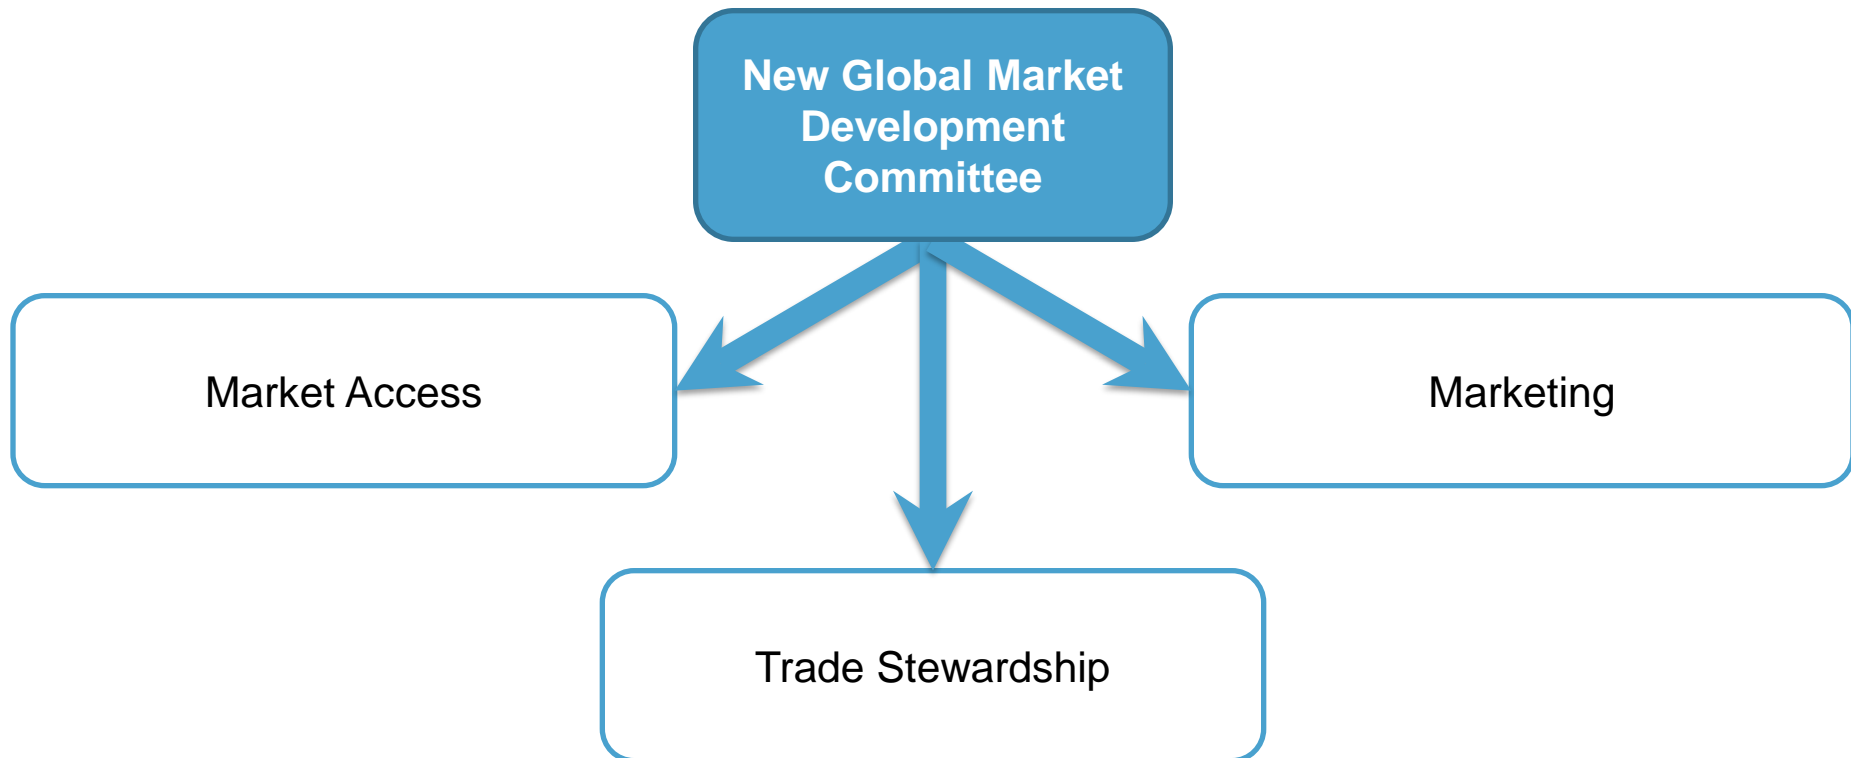 New Global Market
Development
Committee
Market Access
Marketing
Trade Stewardship